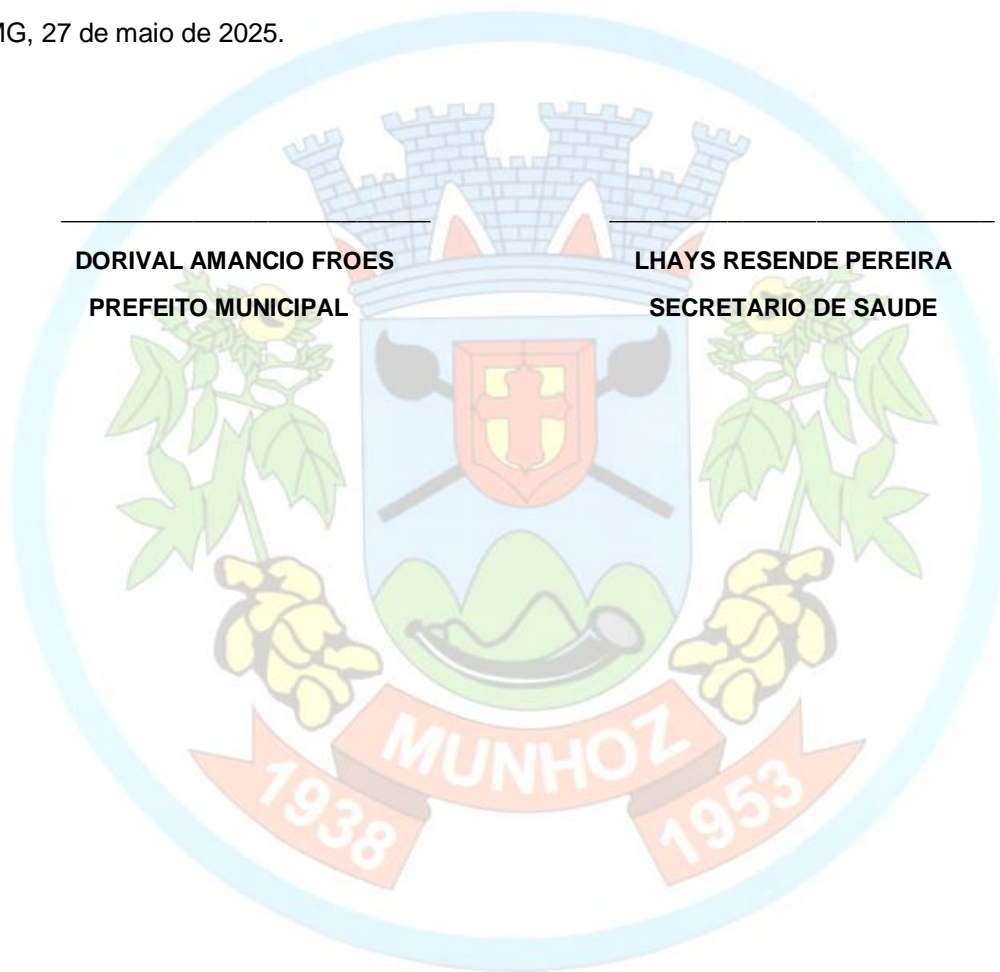 MG, 27 de maio de 2025.
DORIVAL AMANCIO FROES LHAYS RESENDE PEREIRA
PREFEITO MUNICIPAL SECRETARIO DE SAUDE
MUNHOZ
1938 1953